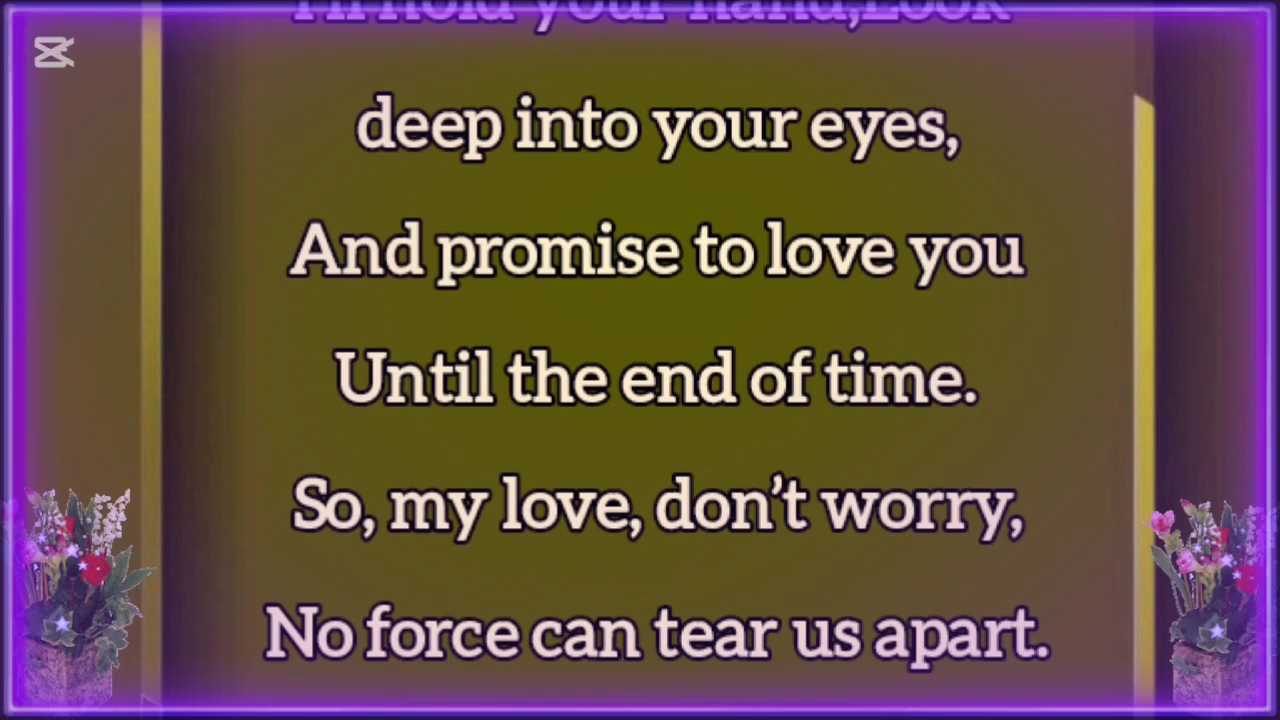 I'll hold your hand,Look
deep into your eyes,
And promise to love you
Until the end of time.
So, my love, don’t worry,
No force can tear us apart.